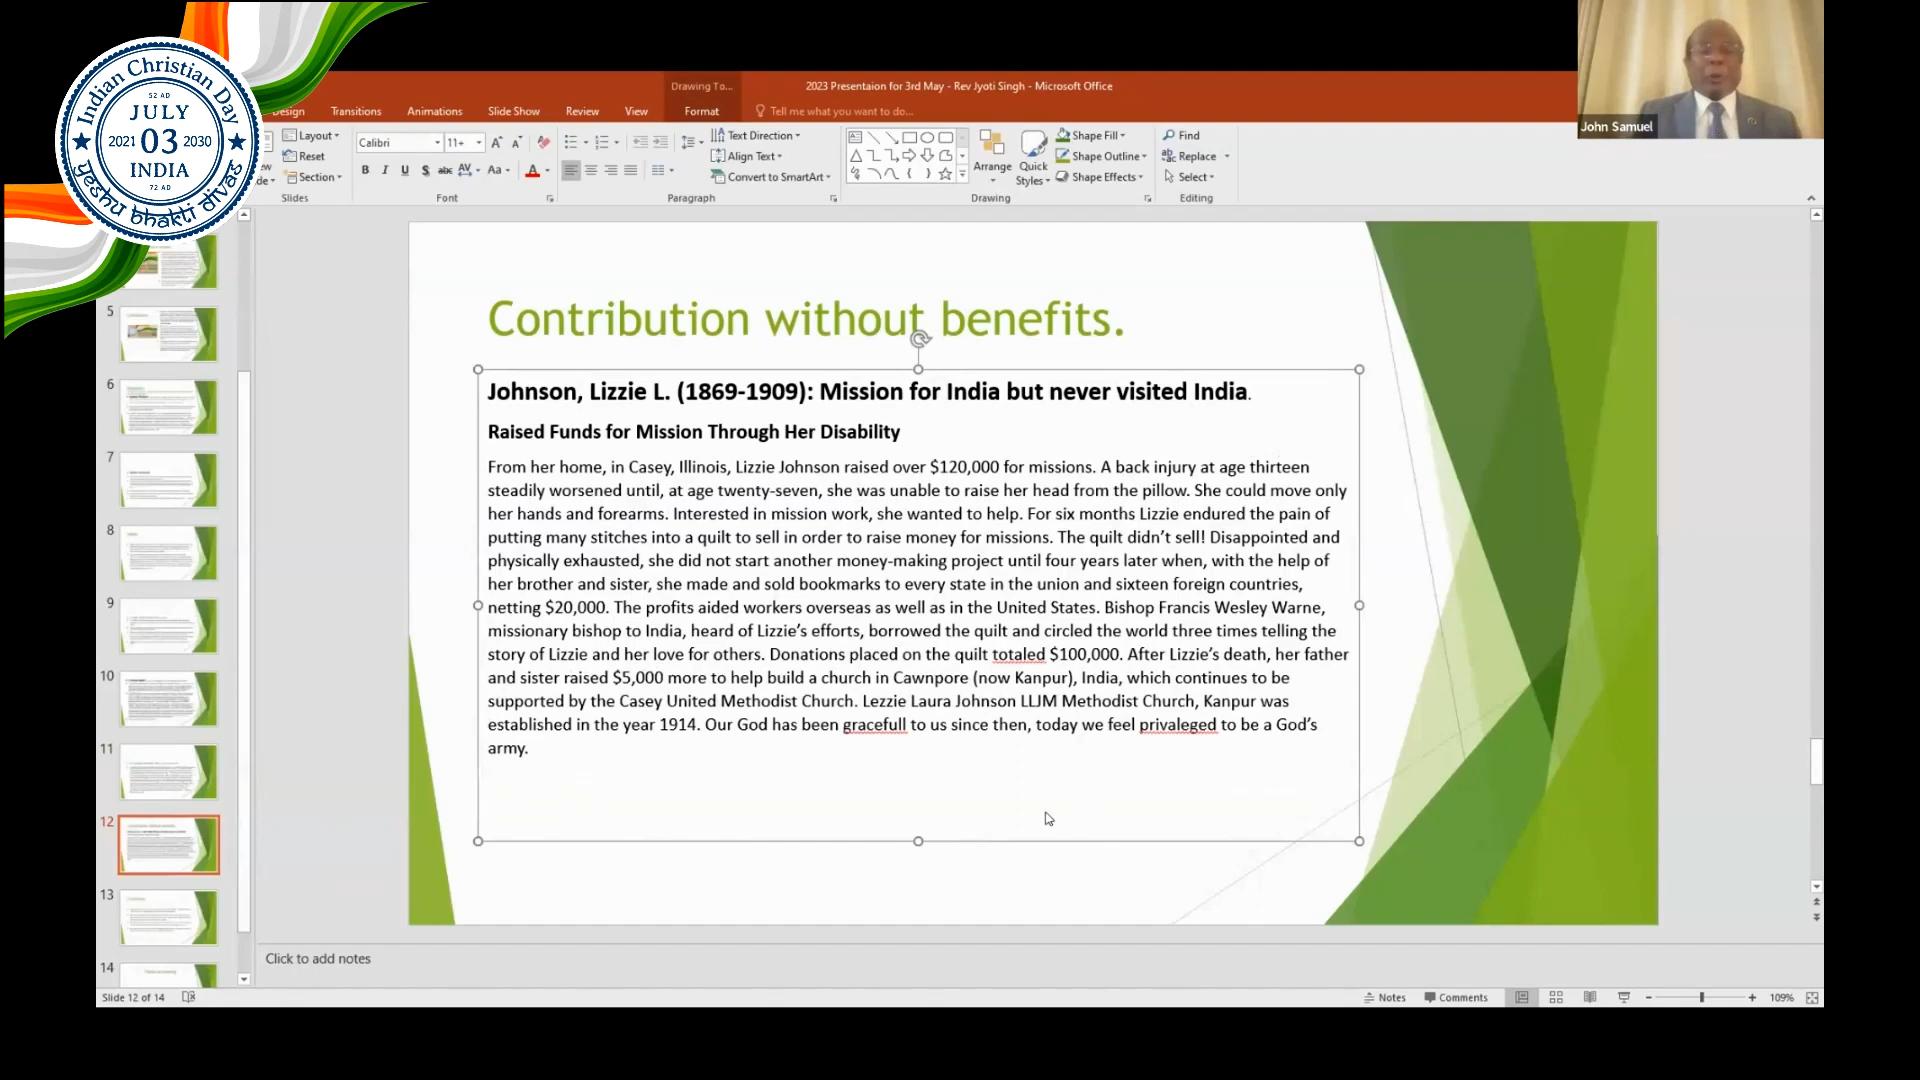 Indian Christian Day
52 AD
JULY
2021 03 2030
INDIA
72 AD
yeshu bhakti divas
Drawing To...
2023 Presentaion for 3rd May - Rev Jyoti Singh - Microsoft Office
Design
Transitions
Animations
Slide Show
Review
View
Format
Tell me what you want to do...
John Samuel
Layout
Reset
Section
Slides
Calibri
11+
B I U S abc AV Aa A
Font
Text Direction
Align Text
Convert to SmartArt
Paragraph
Arrange
Quick
Styles
Shape Fill
Shape Outline
Shape Effects
Drawing
Find
Replace
Select
Editing
5
6
7
8
9
10
11
12
13
14
Contribution without benefits.
Johnson, Lizzie L. (1869-1909): Mission for India but never visited India.
Raised Funds for Mission Through Her Disability
From her home, in Casey, Illinois, Lizzie Johnson raised over $120,000 for missions. A back injury at age thirteen
steadily worsened until, at age twenty-seven, she was unable to raise her head from the pillow. She could move only
her hands and forearms. Interested in mission work, she wanted to help. For six months Lizzie endured the pain of
putting many stitches into a quilt to sell in order to raise money for missions. The quilt didn't sell! Disappointed and
physically exhausted, she did not start another money-making project until four years later when, with the help of
her brother and sister, she made and sold bookmarks to every state in the union and sixteen foreign countries,
netting $20,000. The profits aided workers overseas as well as in the United States. Bishop Francis Wesley Warne,
missionary bishop to India, heard of Lizzie's efforts, borrowed the quilt and circled the world three times telling the
story of Lizzie and her love for others. Donations placed on the quilt totaled $100,000. After Lizzie's death, her father
and sister raised $5,000 more to help build a church in Cawnpore (now Kanpur), India, which continues to be
supported by the Casey United Methodist Church. Lezzie Laura Johnson LLJM Methodist Church, Kanpur was
established in the year 1914. Our God has been gracefull to us since then, today we feel privaleged to be a God's
army.
Click to add notes
Slide 12 of 14
Notes
Comments
109%